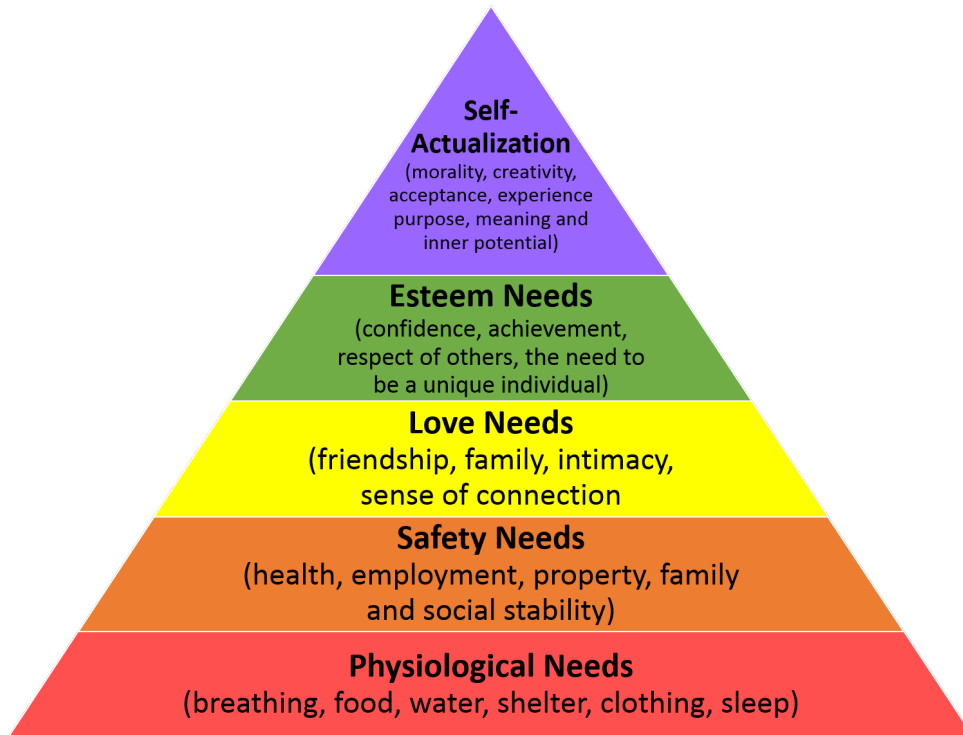 Self-
Actualization
(morality, creativity,
acceptance, experience
purpose, meaning and
inner potential)
Esteem Needs
(confidence, achievement,
respect of others, the need to
be a unique individual)
Love Needs
(friendship, family, intimacy,
sense of connection
Safety Needs
(health, employment, property, family
and social stability)
Physiological Needs
(breathing, food, water, shelter, clothing, sleep)